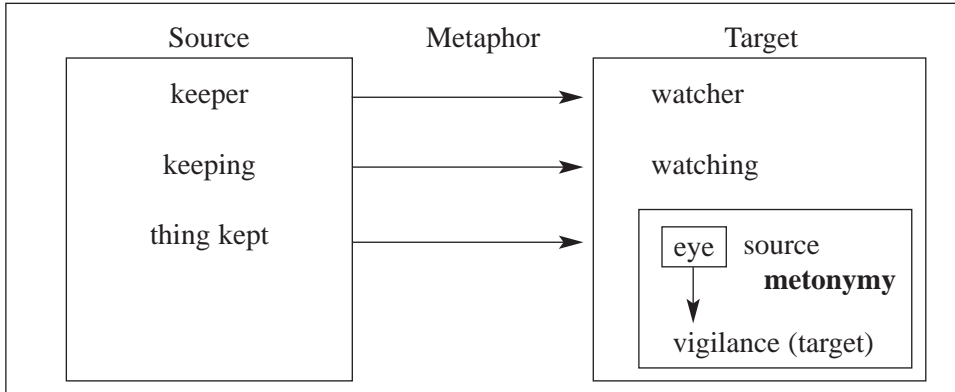 Source Metaphor Target
keeper watcher
keeping watching
thing kept
eye source
metonymy
vigilance (target)